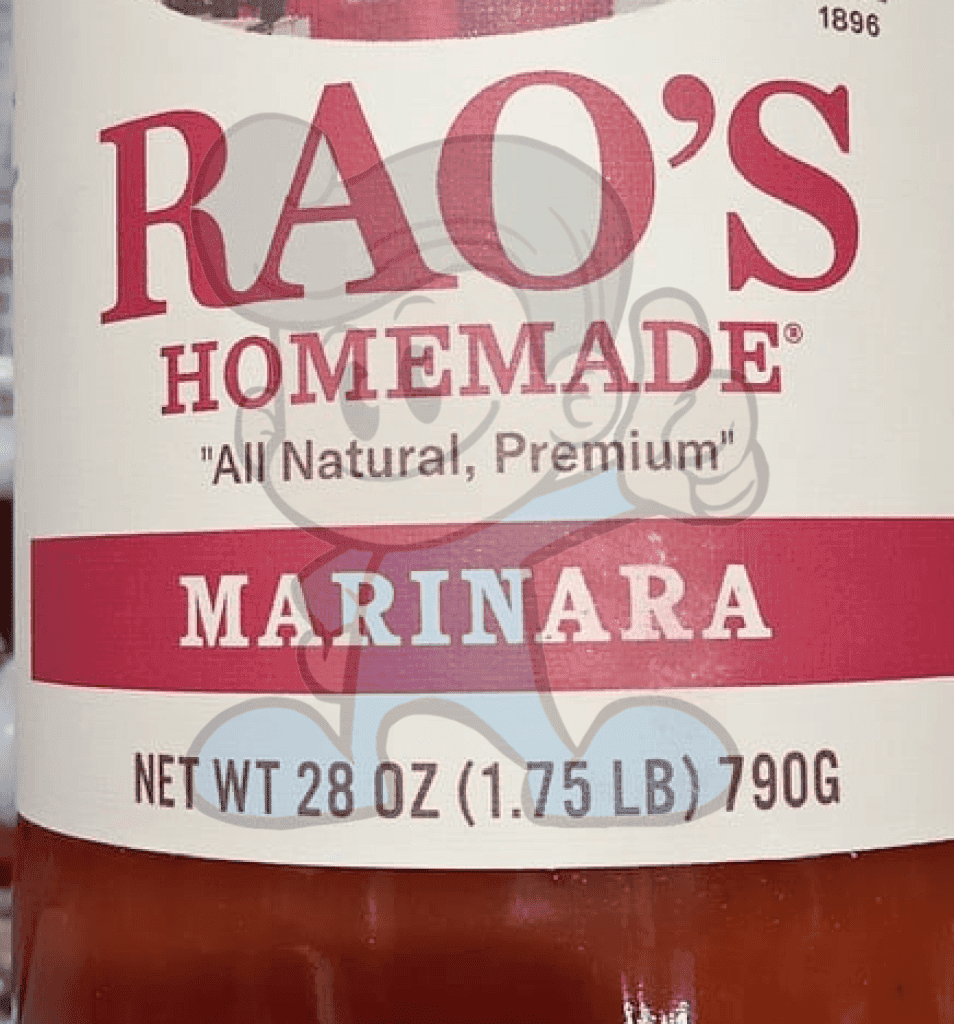 1896
RAO'S
HOMEMADE®
"All Natural, Premium"
MARINARA
NET WT 28 OZ (1.75 LB) 790G